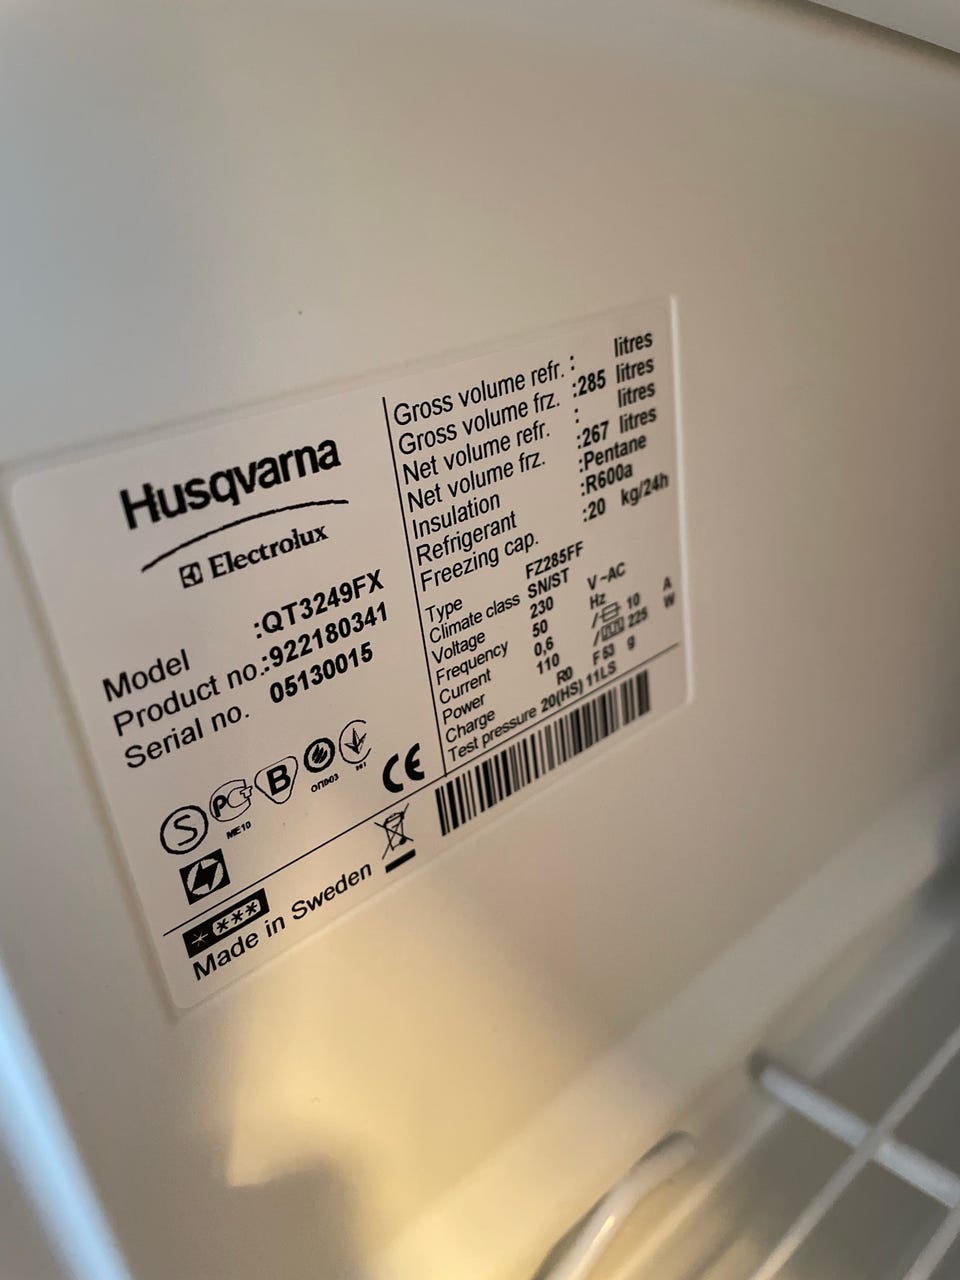 Husqvarna
Electrolux
Model :QT3249FX
Product no.:922180341
Serial no. 05130015
S
PC
ME10
B
ОП003
CE
***
Made in Sweden
Gross volume refr. : litres
Gross volume frz. :285 litres
Net volume refr. : litres
Net volume frz. :267 litres
Insulation :Pentane
Refrigerant :R600a
Freezing cap. :20 kg/24h
Type FZ285FF
Climate class SN/ST
Voltage 230 V~AC
Frequency 50 Hz
Current 0,6 / 10 A
Power 110 / 225 W
Charge R0 F 53 g
Test pressure 20(HS) 11LS